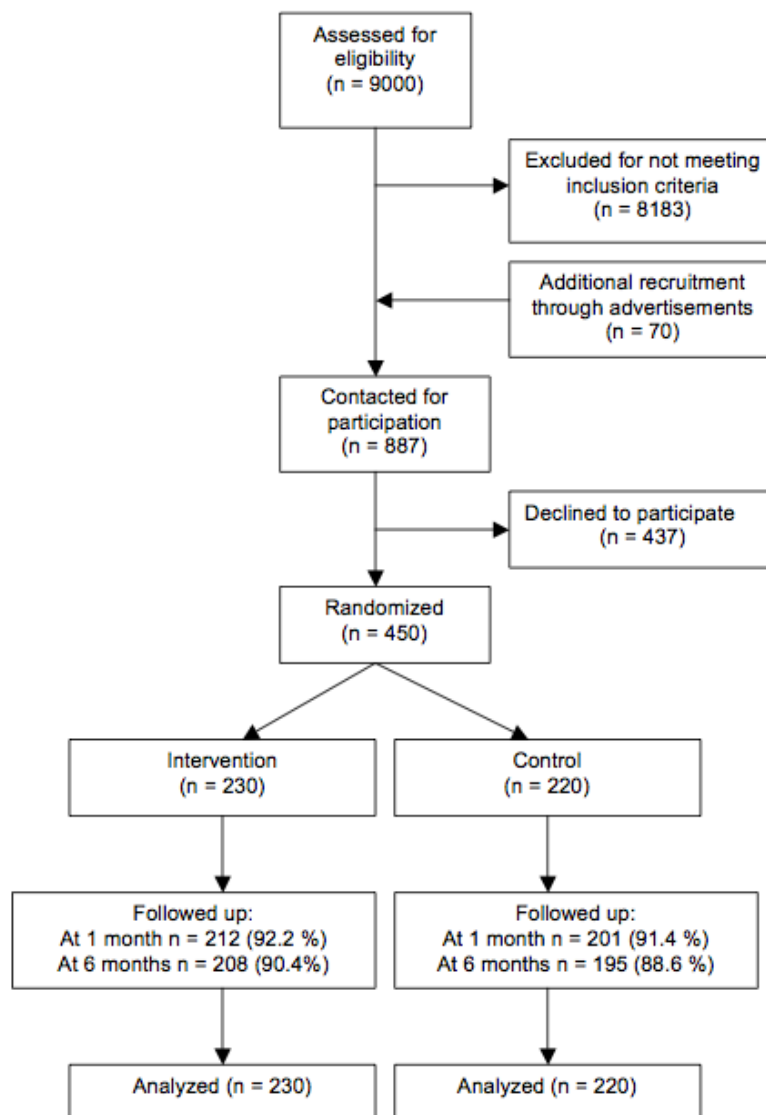 Assessed for
eligibility
(n = 9000)
Excluded for not meeting
inclusion criteria
(n = 8183)
Additional recruitment
through advertisements
(n = 70)
Contacted for
participation
(n = 887)
Declined to participate
(n = 437)
Randomized
(n = 450)
Intervention
(n = 230)
Control
(n = 220)
Followed up:
At 1 month n = 212 (92.2 %)
At 6 months n = 208 (90.4%)
Followed up:
At 1 month n = 201 (91.4 %)
At 6 months n = 195 (88.6 %)
Analyzed (n = 230)
Analyzed (n = 220)